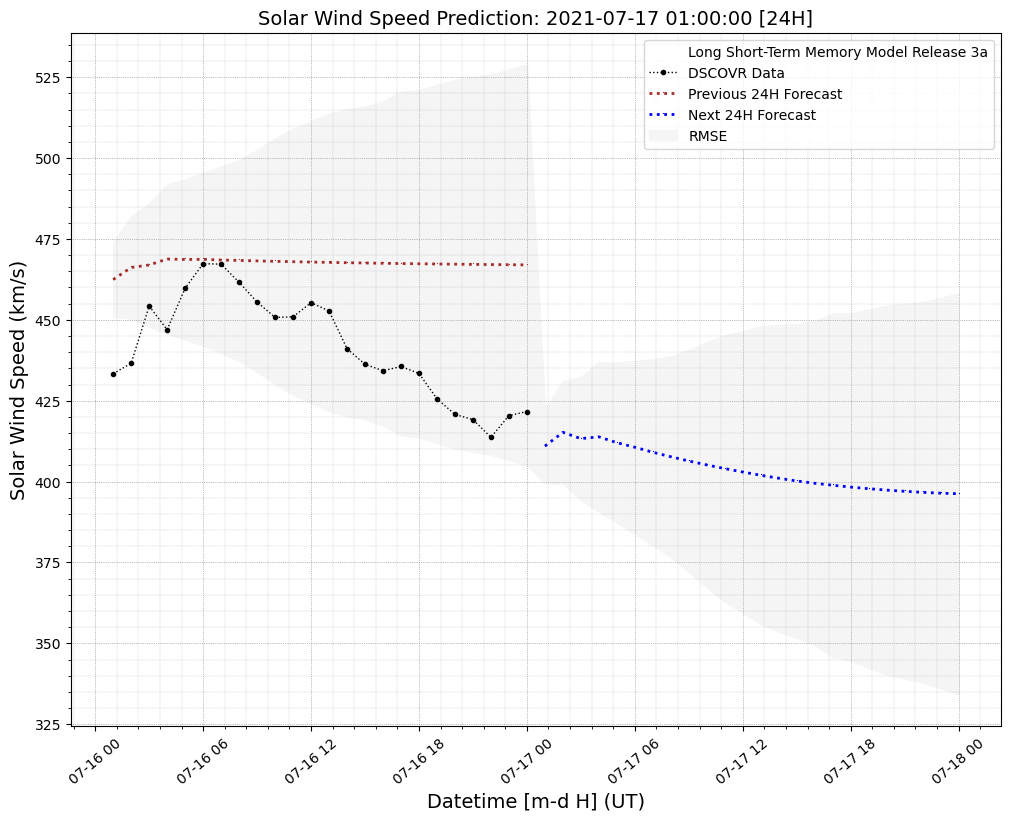 Solar Wind Speed Prediction: 2021-07-17 01:00:00 [24H]
Long Short-Term Memory Model Release 3a
DSCOVR Data
Previous 24H Forecast
Next 24H Forecast
RMSE
Solar Wind Speed (km/s)
525
500
475
450
425
400
375
350
325
07-16 00
07-16 06
07-16 12
07-16 18
07-17 00
07-17 06
07-17 12
07-17 18
07-18 00
Datetime [m-d H] (UT)